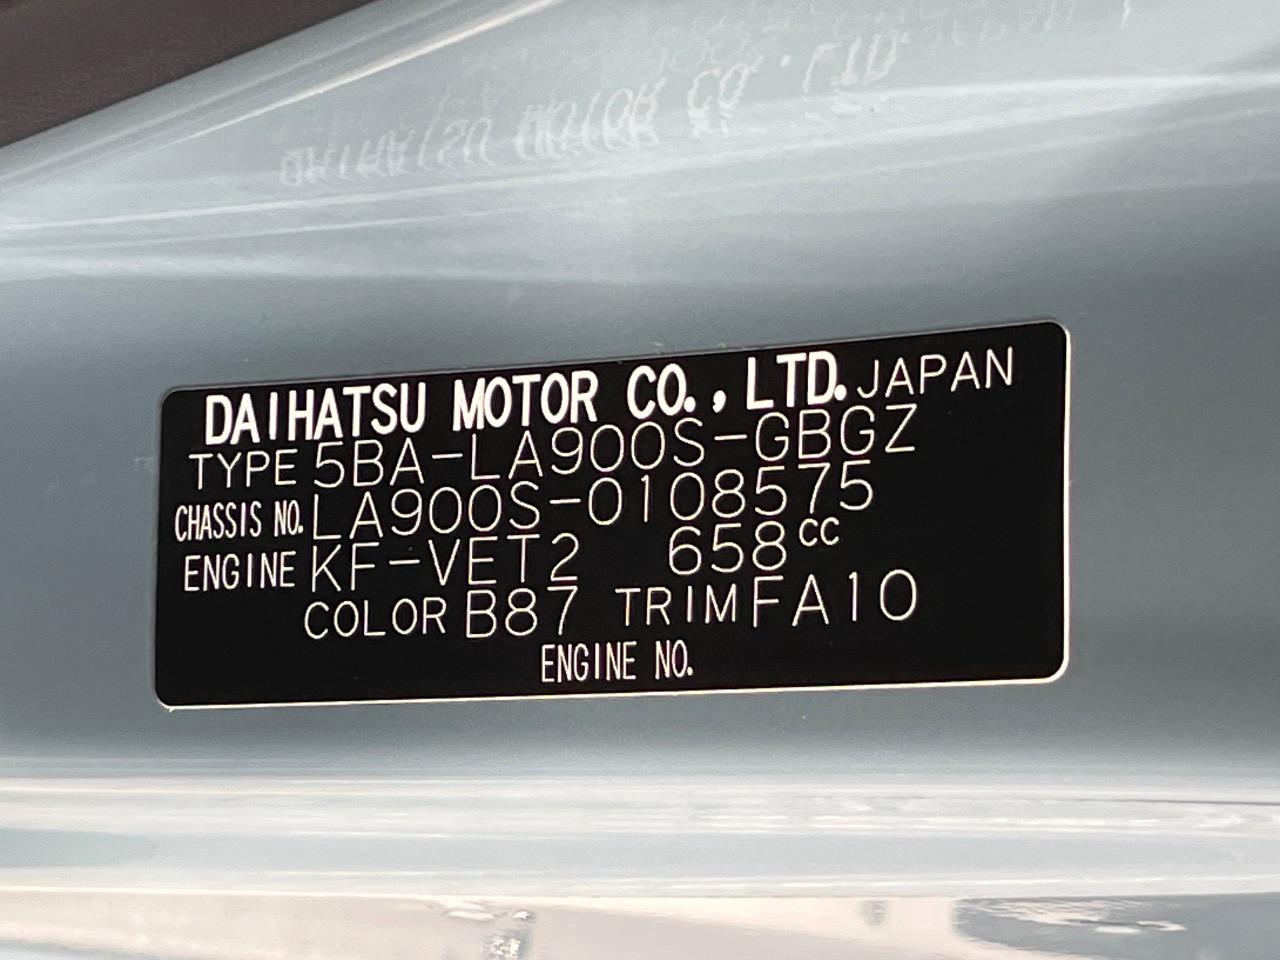 DAIHATSU MOTOR CO., LTD. JAPAN
TYPE 5BA-LA900S-GBGZ
CHASSIS NO. LA900S-0108575
ENGINE KF-VET2 658cc
COLOR B87 TRIM FA10
ENGINE NO.